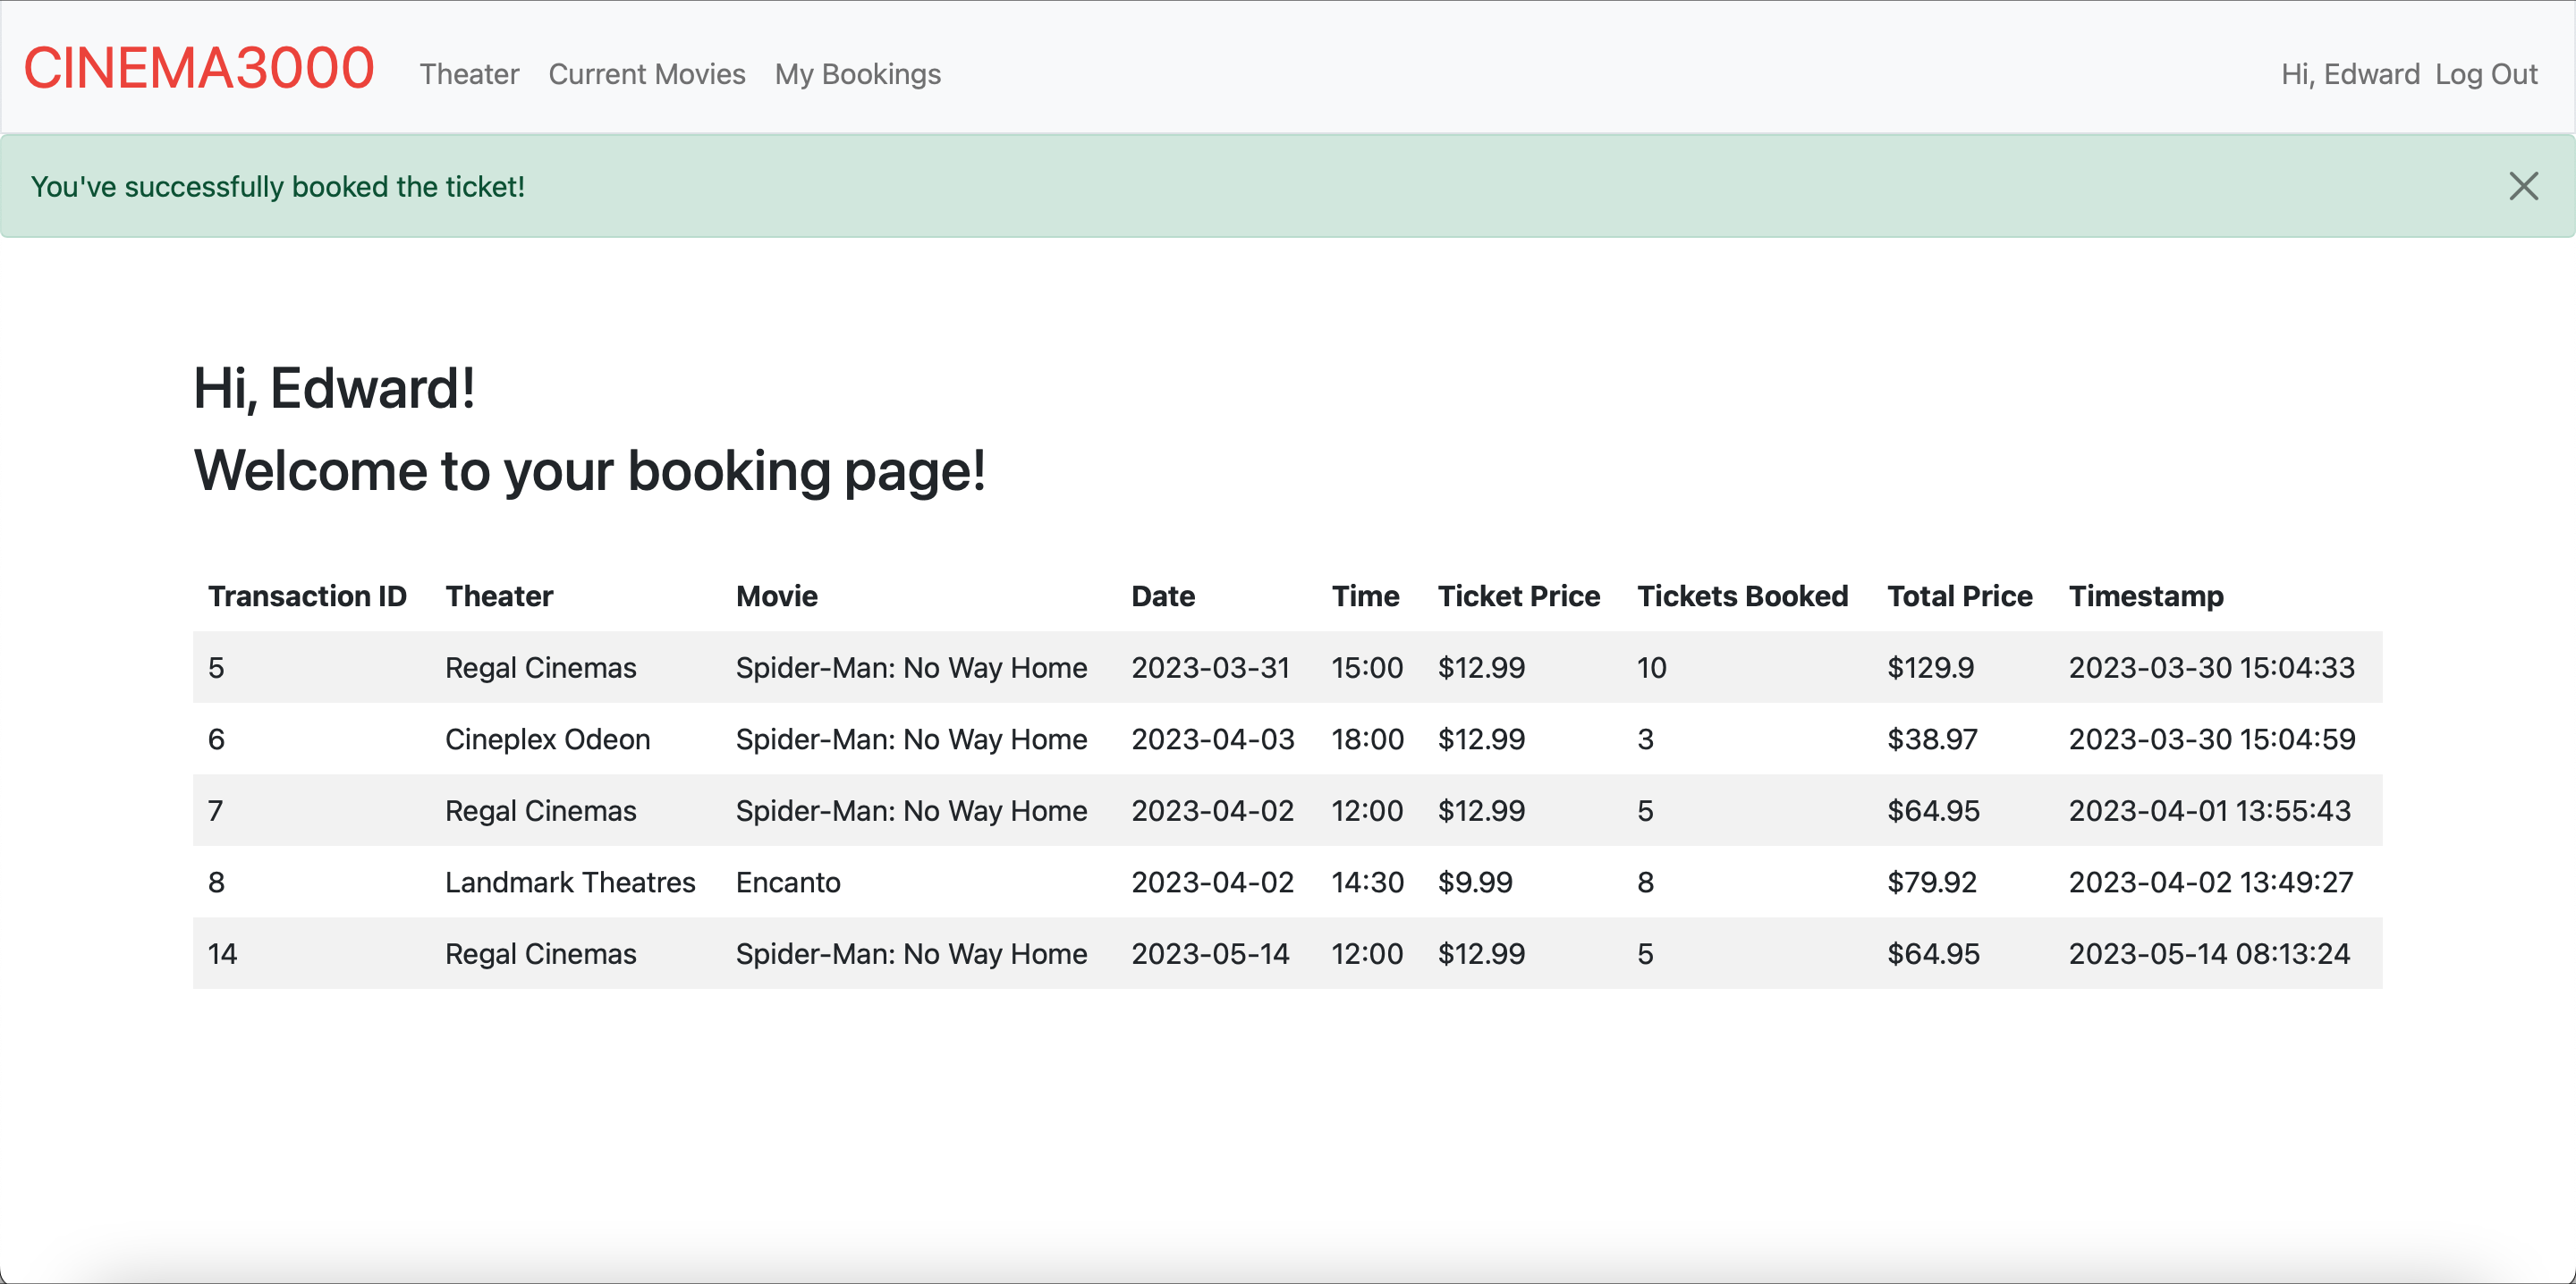 CINEMA3000 Theater Current Movies My Bookings Hi, Edward Log Out
You've successfully booked the ticket!
Hi, Edward!
Welcome to your booking page!
Transaction ID Theater Movie Date Time Ticket Price Tickets Booked Total Price Timestamp
5 Regal Cinemas Spider-Man: No Way Home 2023-03-31 15:00 $12.99 10 $129.9 2023-03-30 15:04:33
6 Cineplex Odeon Spider-Man: No Way Home 2023-04-03 18:00 $12.99 3 $38.97 2023-03-30 15:04:59
7 Regal Cinemas Spider-Man: No Way Home 2023-04-02 12:00 $12.99 5 $64.95 2023-04-01 13:55:43
8 Landmark Theatres Encanto 2023-04-02 14:30 $9.99 8 $79.92 2023-04-02 13:49:27
14 Regal Cinemas Spider-Man: No Way Home 2023-05-14 12:00 $12.99 5 $64.95 2023-05-14 08:13:24